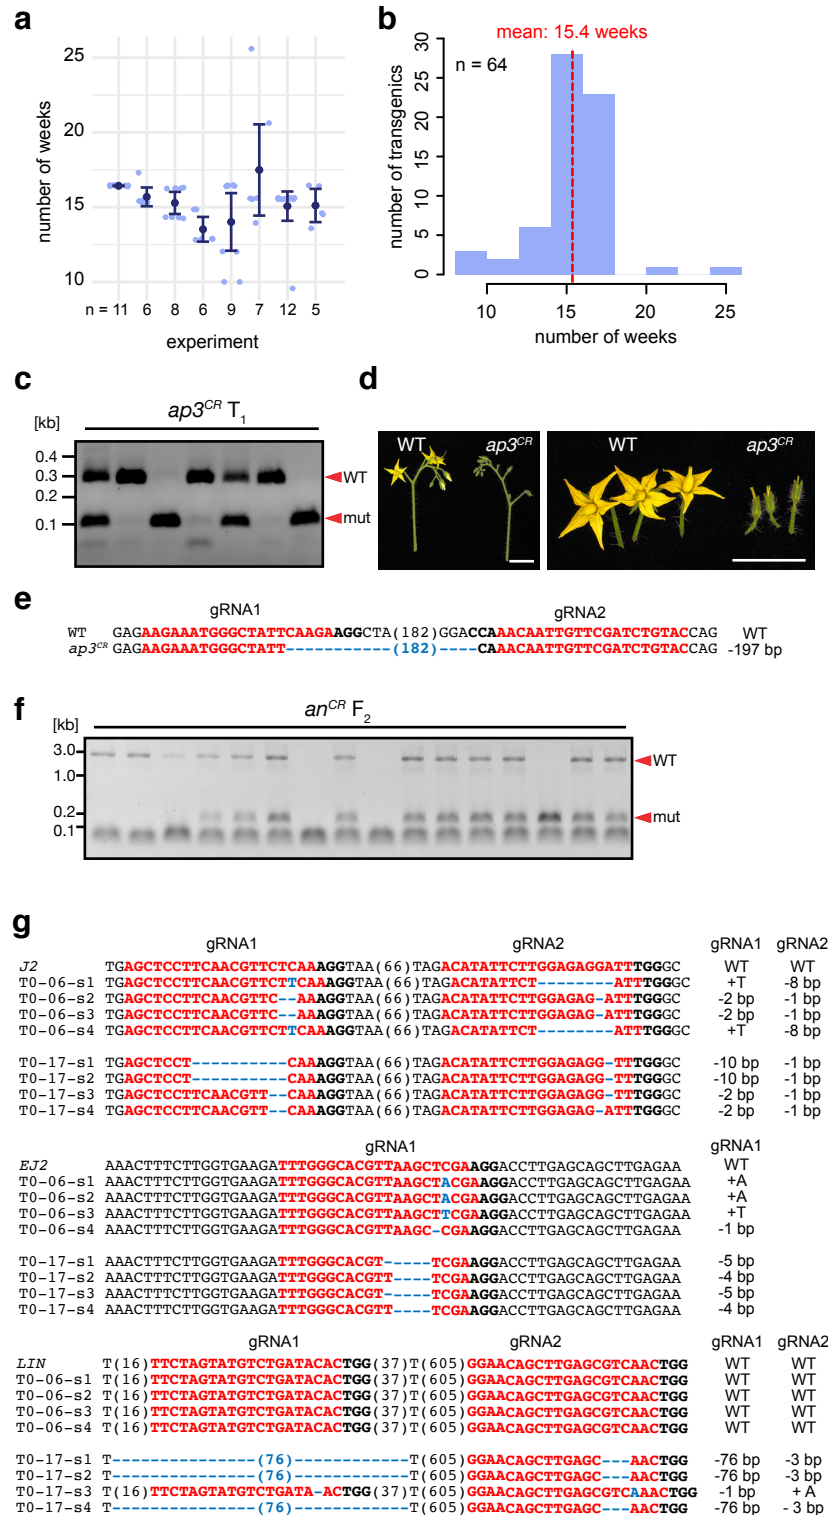 a
25
20
15
10
number of weeks
n = 11 6 8 6 9 7 12 5
experiment
b
mean: 15.4 weeks
n = 64
30
25
20
15
10
5
0
number of transgenics
10 15 20 25
number of weeks
c
ap3CR T1
[kb]
0.4
0.3
0.2
0.1
WT
mut
d
WT ap3CR
WT ap3CR
e
gRNA1 gRNA2
WT GAGAAGAAATGGGCTATTCAAGAAGGCTA(182)GGACCAAACAATTGTTCGATCTGTACCAG WT
ap3CR GAGAAGAAATGGGCTATT-----------(182)----CAAACAATTGTTCGATCTGTACCAG -197 bp
f
anCR F2
[kb]
3.0
1.0
0.2
0.1
WT
mut
g
gRNA1 gRNA2 gRNA1 gRNA2
J2 TGAGCTCCTTCAACGTTCTCAAAGGTAA(66)TAGACATATTCTTGGAGAGGATTTGGGC WT WT
T0-06-s1 TGAGCTCCTTCAACGTTCTTCAAAGGTAA(66)TAGACATATTCT--------ATTTGGGC +T -8 bp
T0-06-s2 TGAGCTCCTTCAACGTTC--AAAGGTAA(66)TAGACATATTCTTGGAGAG-ATTTGGGC -2 bp -1 bp
T0-06-s3 TGAGCTCCTTCAACGTTC--AAAGGTAA(66)TAGACATATTCTTGGAGAG-ATTTGGGC -2 bp -1 bp
T0-06-s4 TGAGCTCCTTCAACGTTCTTCAAAGGTAA(66)TAGACATATTCT--------ATTTGGGC +T -8 bp
T0-17-s1 TGAGCTCCT----------CAAAGGTAA(66)TAGACATATTCTTGGAGAGG-TTTGGGC -10 bp -1 bp
T0-17-s2 TGAGCTCCT----------CAAAGGTAA(66)TAGACATATTCTTGGAGAGG-TTTGGGC -10 bp -1 bp
T0-17-s3 TGAGCTCCTTCAACGTT--CAAAGGTAA(66)TAGACATATTCTTGGAGAG-ATTTGGGC -2 bp -1 bp
T0-17-s4 TGAGCTCCTTCAACGTT--CAAAGGTAA(66)TAGACATATTCTTGGAGAG-ATTTGGGC -2 bp -1 bp
gRNA1 gRNA1
EJ2 AAACTTTCTTGGTGAAGATTTGGGCACGTTAAGCTCGAAGGACCTTGAGCAGCTTGAGAA WT
T0-06-s1 AAACTTTCTTGGTGAAGATTTGGGCACGTTAAGCTACGAAGGACCTTGAGCAGCTTGAGAA +A
T0-06-s2 AAACTTTCTTGGTGAAGATTTGGGCACGTTAAGCTACGAAGGACCTTGAGCAGCTTGAGAA +A
T0-06-s3 AAACTTTCTTGGTGAAGATTTGGGCACGTTAAGCTTCGAAGGACCTTGAGCAGCTTGAGAA +T
T0-06-s4 AAACTTTCTTGGTGAAGATTTGGGCACGTTAAGC-CGAAGGACCTTGAGCAGCTTGAGAA -1 bp
T0-17-s1 AAACTTTCTTGGTGAAGATTTGGGCACGT-----TCGAAGGACCTTGAGCAGCTTGAGAA -5 bp
T0-17-s2 AAACTTTCTTGGTGAAGATTTGGGCACGTT----TCGAAGGACCTTGAGCAGCTTGAGAA -4 bp
T0-17-s3 AAACTTTCTTGGTGAAGATTTGGGCACGT-----TCGAAGGACCTTGAGCAGCTTGAGAA -5 bp
T0-17-s4 AAACTTTCTTGGTGAAGATTTGGGCACGTT----TCGAAGGACCTTGAGCAGCTTGAGAA -4 bp
gRNA1 gRNA2 gRNA1 gRNA2
LIN T(16)TTCTAGTATGTCTGATACACTGG(37)T(605)GGAACAGCTTGAGCGTCAACTGG WT WT
T0-06-s1 T(16)TTCTAGTATGTCTGATACACTGG(37)T(605)GGAACAGCTTGAGCGTCAACTGG WT WT
T0-06-s2 T(16)TTCTAGTATGTCTGATACACTGG(37)T(605)GGAACAGCTTGAGCGTCAACTGG WT WT
T0-06-s3 T(16)TTCTAGTATGTCTGATACACTGG(37)T(605)GGAACAGCTTGAGCGTCAACTGG WT WT
T0-06-s4 T(16)TTCTAGTATGTCTGATACACTGG(37)T(605)GGAACAGCTTGAGCGTCAACTGG WT WT
T0-17-s1 T---------------(76)------------T(605)GGAACAGCTTGAGC---AACTGG -76 bp -3 bp
T0-17-s2 T---------------(76)------------T(605)GGAACAGCTTGAGC---AACTGG -76 bp -3 bp
T0-17-s3 T(16)TTCTAGTATGTCTGATA-ACTGG(37)T(605)GGAACAGCTTGAGCGTCAAACTGG -1 bp + A
T0-17-s4 T---------------(76)------------T(605)GGAACAGCTTGAGC---AACTGG -76 bp - 3 bp